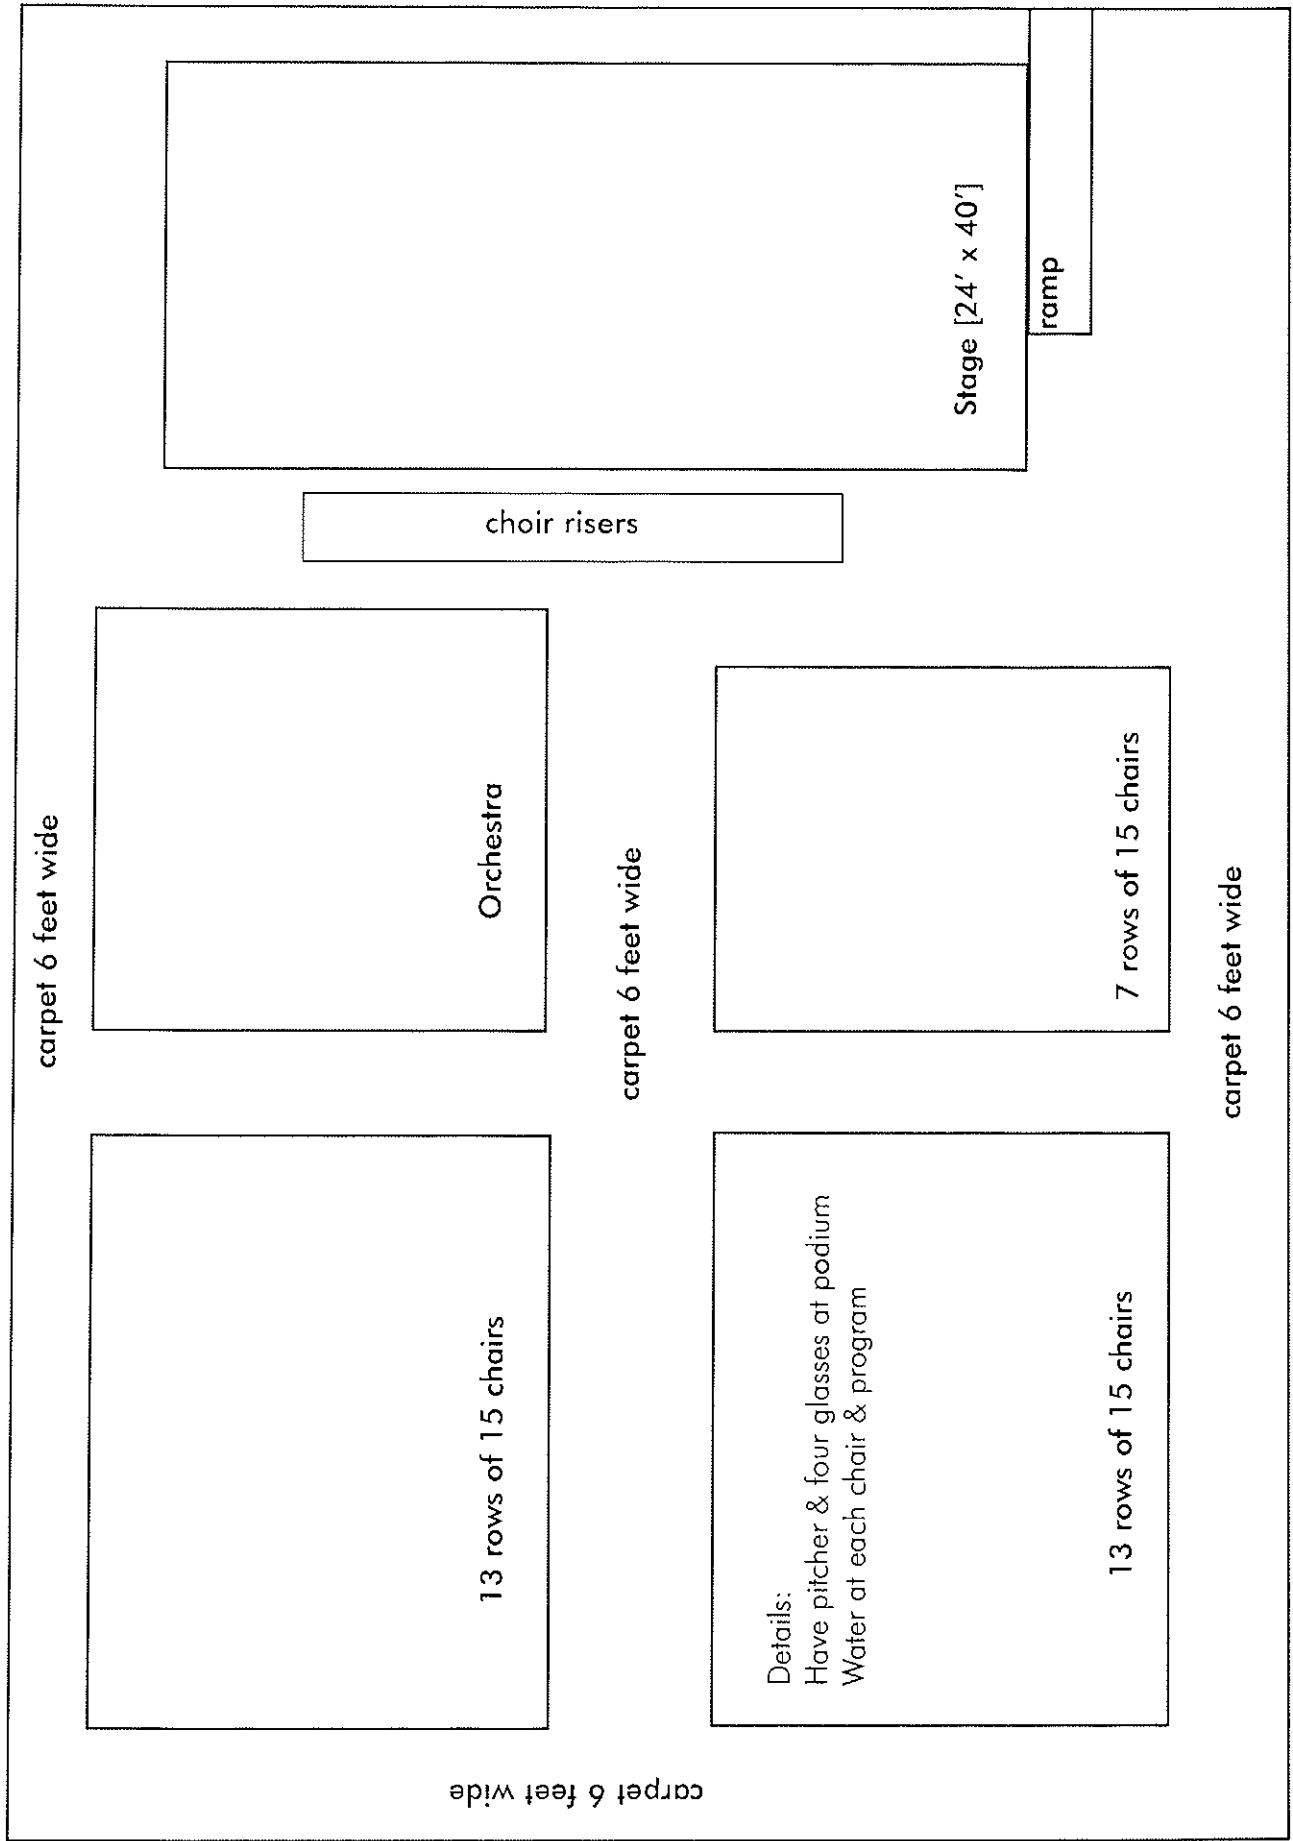 carpet 6 feet wide
Stage [24' x 40']
ramp
choir risers
Orchestra
carpet 6 feet wide
7 rows of 15 chairs
carpet 6 feet wide
13 rows of 15 chairs
Details:
Have pitcher & four glasses at podium
Water at each chair & program
13 rows of 15 chairs
carpet 6 feet wide